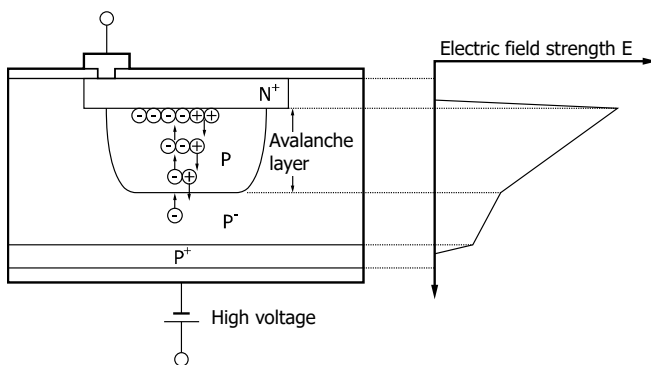 Electric field strength E
N+
Avalanche
layer
P
P-
P+
High voltage